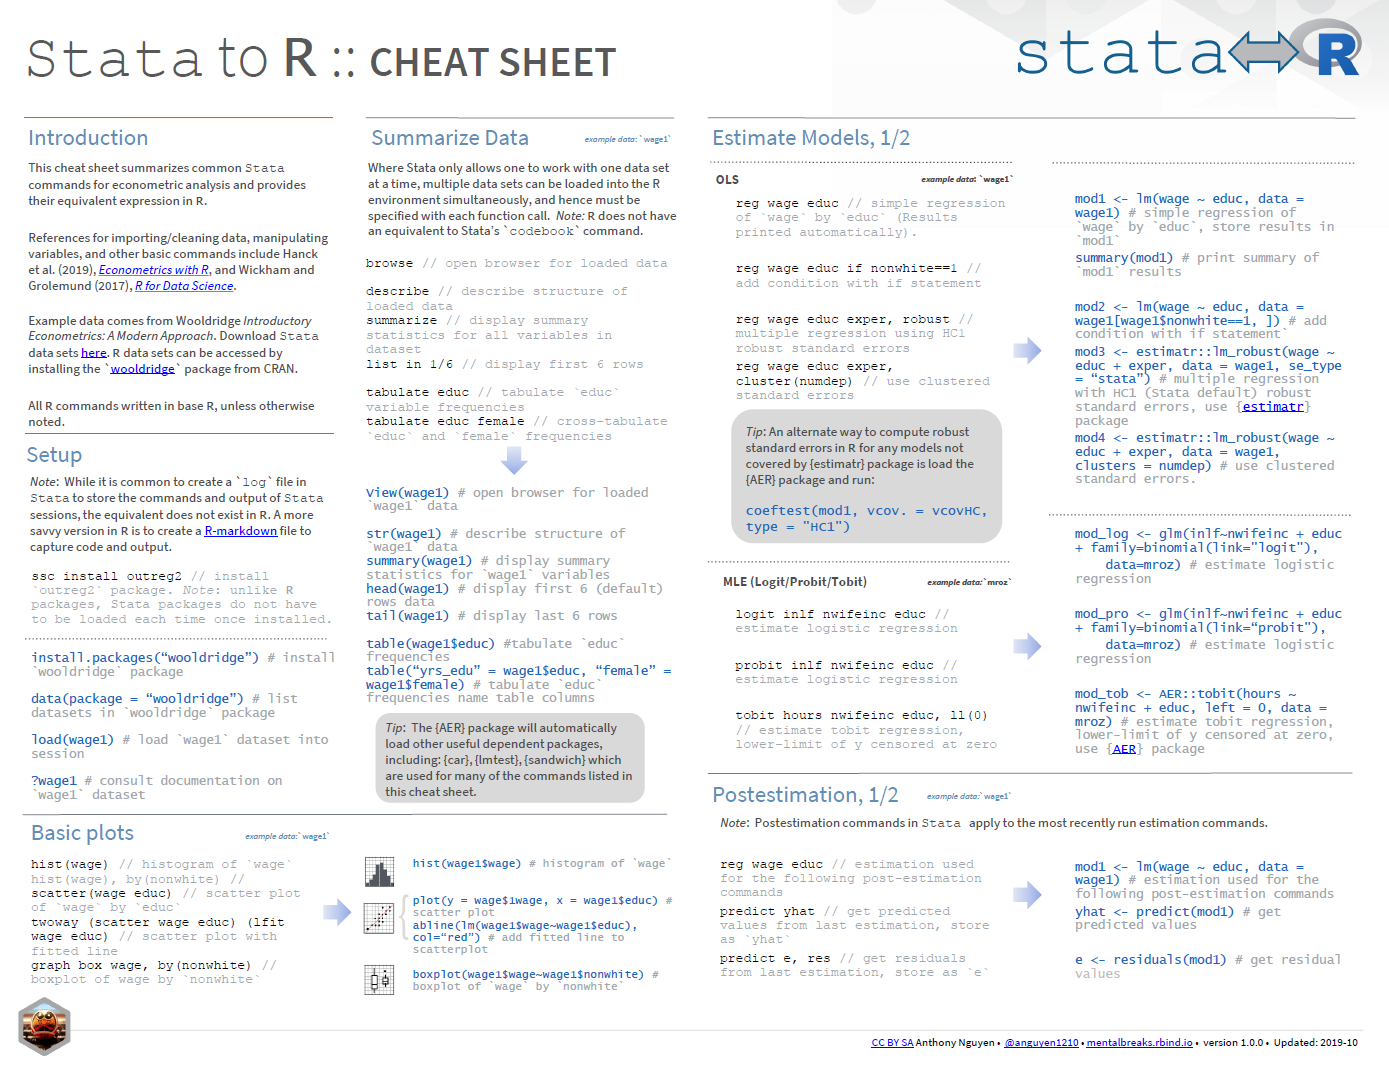 Stata to R :: CHEAT SHEET
stata R
Introduction
This cheat sheet summarizes common Stata
commands for econometric analysis and provides
their equivalent expression in R.
References for importing/cleaning data, manipulating
variables, and other basic commands include Hanck
et al. (2019), Econometrics with R, and Wickham and
Grolemund (2017), R for Data Science.
Example data comes from Wooldridge Introductory
Econometrics: A Modern Approach. Download Stata
data sets here. R data sets can be accessed by
installing the `wooldridge` package from CRAN.
All R commands written in base R, unless otherwise
noted.
Setup
Note: While it is common to create a `log` file in
Stata to store the commands and output of Stata
sessions, the equivalent does not exist in R. A more
savvy version in R is to create a R-markdown file to
capture code and output.
ssc install outreg2 // install
`outreg2` package. Note: unlike R
packages, Stata packages do not have
to be loaded each time once installed.
install.packages(“wooldridge”) # install
`wooldridge` package
data(package = “wooldridge”) # list
datasets in `wooldridge` package
load(wage1) # load `wage1` dataset into
session
?wage1 # consult documentation on
`wage1` dataset
Summarize Data
example data: `wage1`
Where Stata only allows one to work with one data set
at a time, multiple data sets can be loaded into the R
environment simultaneously, and hence must be
specified with each function call. Note: R does not have
an equivalent to Stata’s `codebook` command.
browse // open browser for loaded data
describe // describe structure of
loaded data
summarize // display summary
statistics for all variables in
dataset
list in 1/6 // display first 6 rows
tabulate educ // tabulate `educ`
variable frequencies
tabulate educ female // cross-tabulate
`educ` and `female` frequencies
View(wage1) # open browser for loaded
`wage1` data
str(wage1) # describe structure of
`wage1` data
summary(wage1) # display summary
statistics for `wage1` variables
head(wage1) # display first 6 (default)
rows data
tail(wage1) # display last 6 rows
table(wage1$educ) #tabulate `educ`
frequencies
table(“yrs_edu” = wage1$educ, “female” =
wage1$female) # tabulate `educ`
frequencies name table columns
Tip: The {AER} package will automatically
load other useful dependent packages,
including: {car}, {lmtest}, {sandwich} which
are used for many of the commands listed in
this cheat sheet.
Basic plots
example data: `wage1`
hist(wage) // histogram of `wage`
hist(wage), by(nonwhite) //
scatter(wage educ) // scatter plot
of `wage` by `educ`
twoway (scatter wage educ) (lfit
wage educ) // scatter plot with
fitted line
graph box wage, by(nonwhite) //
boxplot of wage by `nonwhite`
hist(wage1$wage) # histogram of `wage`
plot(y = wage$1wage, x = wage1$educ) #
scatter plot
abline(lm(wage1$wage~wage1$educ),
col=“red”) # add fitted line to
scatterplot
boxplot(wage1$wage~wage1$nonwhite) #
boxplot of `wage` by `nonwhite`
Estimate Models, 1/2
OLS
example data: `wage1`
reg wage educ // simple regression
of `wage` by `educ` (Results
printed automatically).
reg wage educ if nonwhite==1 //
add condition with if statement
reg wage educ exper, robust //
multiple regression using HC1
robust standard errors
reg wage educ exper,
cluster(numdep) // use clustered
standard errors
Tip: An alternate way to compute robust
standard errors in R for any models not
covered by {estimatr} package is load the
{AER} package and run:
coeftest(mod1, vcov. = vcovHC,
type = "HC1")
mod1 <- lm(wage ~ educ, data =
wage1) # simple regression of
`wage` by `educ`, store results in
`mod1`
summary(mod1) # print summary of
`mod1` results
mod2 <- lm(wage ~ educ, data =
wage1[wage1$nonwhite==1, ]) # add
condition with if statement`
mod3 <- estimatr::lm_robust(wage ~
educ + exper, data = wage1, se_type
= “stata”) # multiple regression
with HC1 (Stata default) robust
standard errors, use {estimatr}
package
mod4 <- estimatr::lm_robust(wage ~
educ + exper, data = wage1,
clusters = numdep) # use clustered
standard errors.
MLE (Logit/Probit/Tobit)
example data: `mroz`
logit inlf nwifeinc educ //
estimate logistic regression
probit inlf nwifeinc educ //
estimate logistic regression
tobit hours nwifeinc educ, ll(0)
// estimate tobit regression,
lower-limit of y censored at zero
mod_log <- glm(inlf~nwifeinc + educ
+ family=binomial(link="logit"),
data=mroz) # estimate logistic
regression
mod_pro <- glm(inlf~nwifeinc + educ
+ family=binomial(link=“probit"),
data=mroz) # estimate logistic
regression
mod_tob <- AER::tobit(hours ~
nwifeinc + educ, left = 0, data =
mroz) # estimate tobit regression,
lower-limit of y censored at zero,
use {AER} package
Postestimation, 1/2
example data: `wage1`
Note: Postestimation commands in Stata apply to the most recently run estimation commands.
reg wage educ // estimation used
for the following post-estimation
commands
predict yhat // get predicted
values from last estimation, store
as `yhat`
predict e, res // get residuals
from last estimation, store as `e`
mod1 <- lm(wage ~ educ, data =
wage1) # estimation used for the
following post-estimation commands
yhat <- predict(mod1) # get
predicted values
e <- residuals(mod1) # get residual
values
CC BY SA Anthony Nguyen • @anguyen1210 • mentalbreaks.rbind.io • version 1.0.0 • Updated: 2019-10